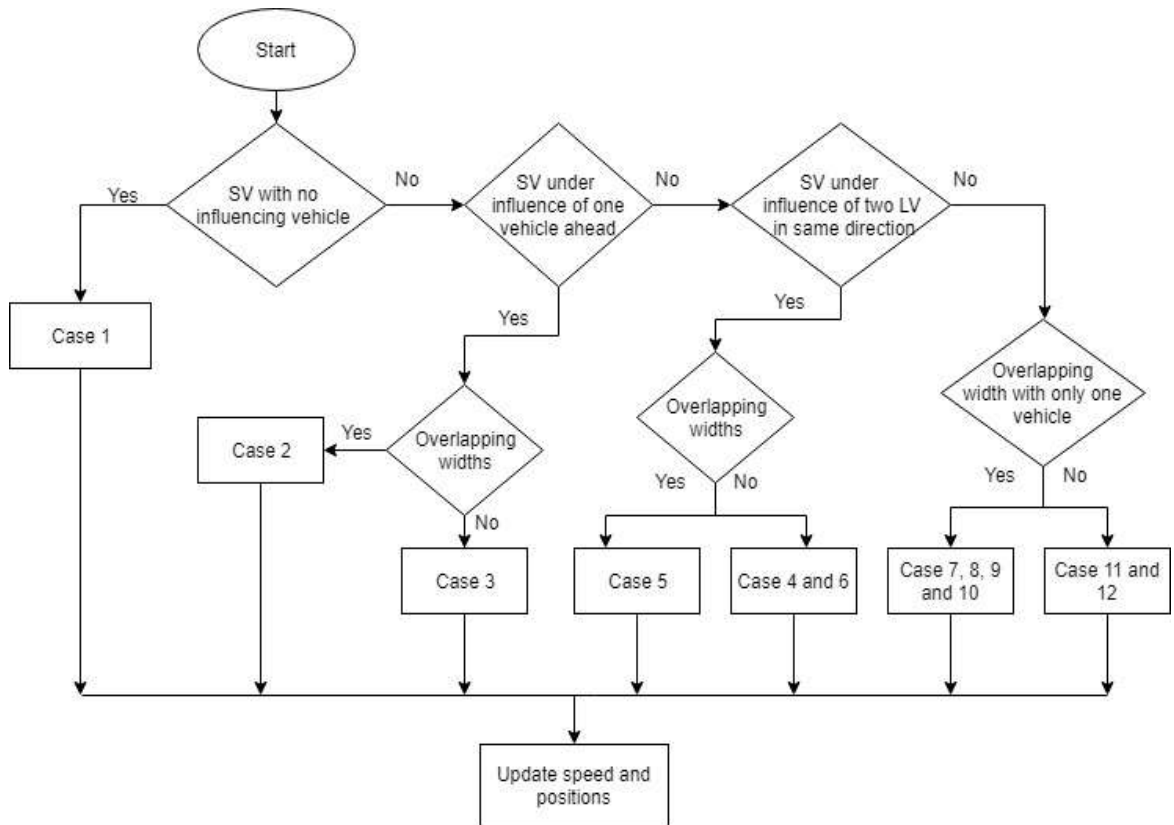 Start
SV with no
influencing vehicle
Yes
No
SV under
influence of one
vehicle ahead
No
SV under
influence of two LV
in same direction
No
Case 1
Yes
Yes
Overlapping
width with only one
vehicle
Overlapping
widths
Overlapping
widths
Yes
Case 2
Yes
No
Yes
No
No
Case 3
Case 5
Case 4 and 6
Case 7, 8, 9
and 10
Case 11 and
12
Update speed and
positions